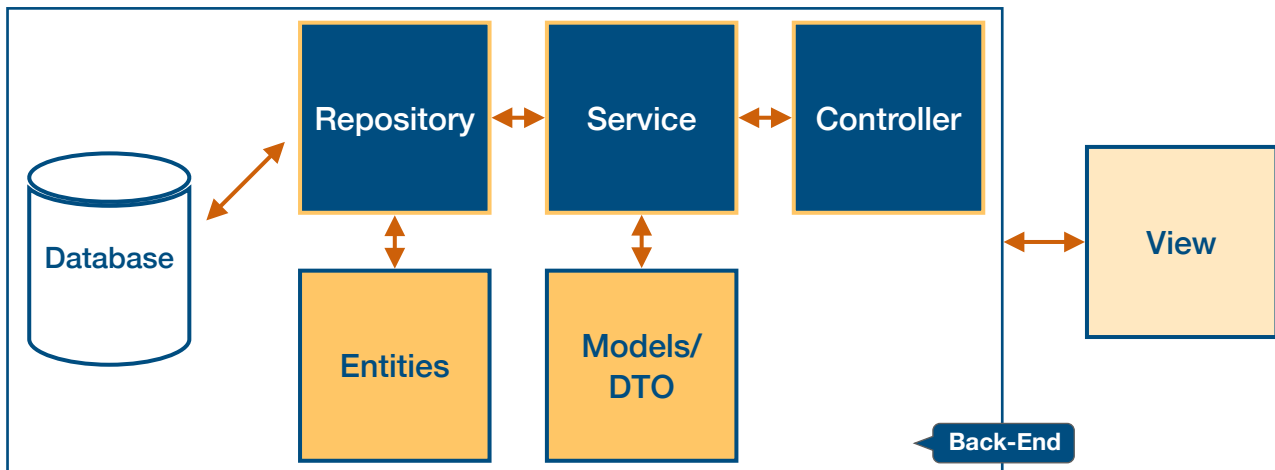 Repository
Service
Controller
Database
View
Entities
Models/
DTO
Back-End